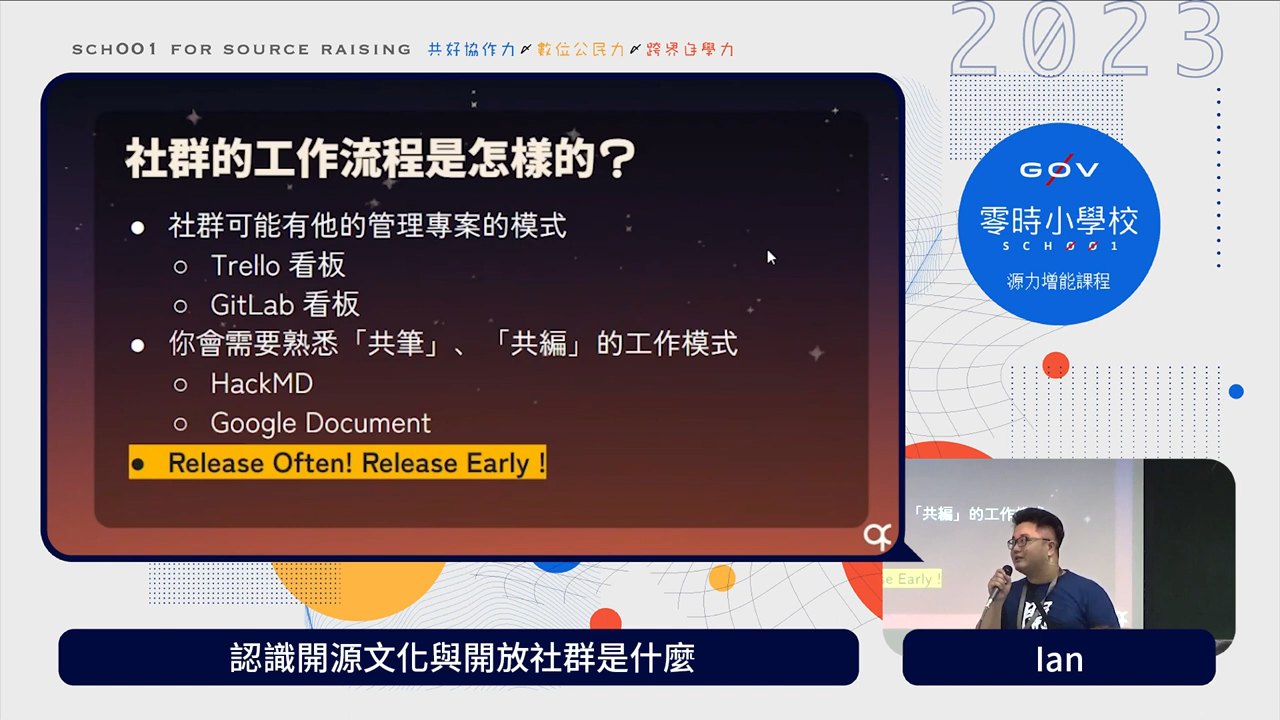 SCH001 FOR SOURCE RAISING 共好協作力 數位公民力 跨界自學力
2023
社群的工作流程是怎樣的？
● 社群可能有他的管理專案的模式
○ Trello 看板
○ GitLab 看板
● 你會需要熟悉「共筆」、「共編」的工作模式
○ HackMD
○ Google Document
● Release Often! Release Early !
G0V
零時小學校
SCH001
源力增能課程
「共編」的工作
se Early !
認識開源文化與開放社群是什麼
Ian